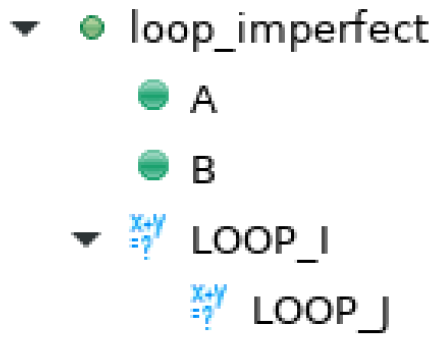 loop_imperfect
A
B
x+y
=?
LOOP_I
x+y
=?
LOOP_J